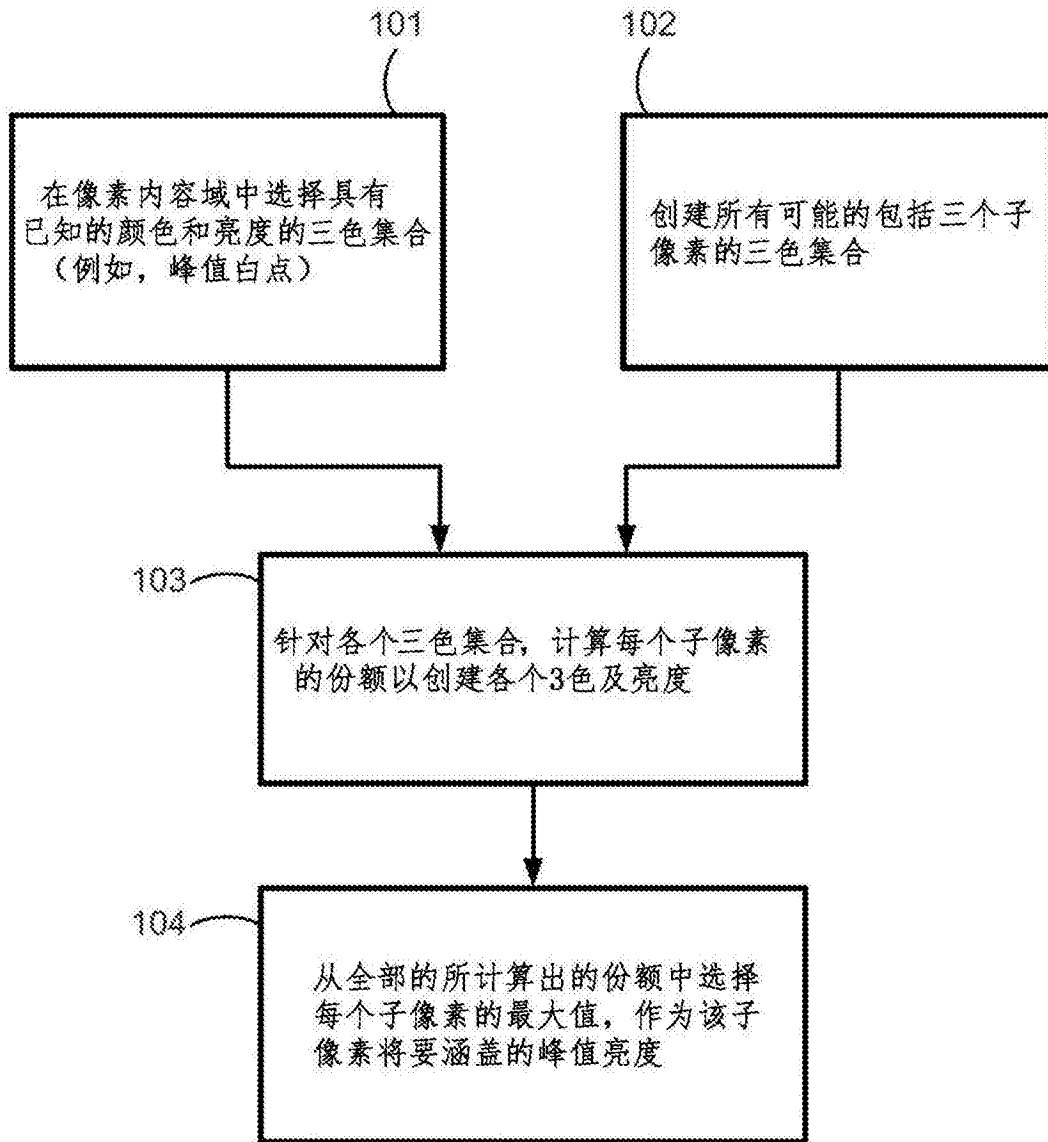 101
102
在像素内容域中选择具有
已知的颜色和亮度的三色集合
（例如，峰值白点）
创建所有可能的包括三个子
像素的三色集合
103
针对各个三色集合，计算每个子像素
的份额以创建各个3色及亮度
104
从全部的所计算出的份额中选择
每个子像素的最大值，作为该子
像素将要涵盖的峰值亮度